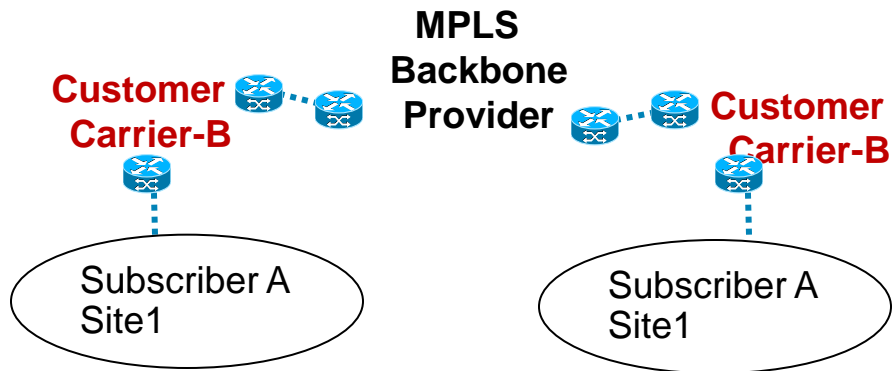 MPLS
Backbone
Provider
Customer
Carrier-B
Customer
Carrier-B
Subscriber A
Site1
Subscriber A
Site1